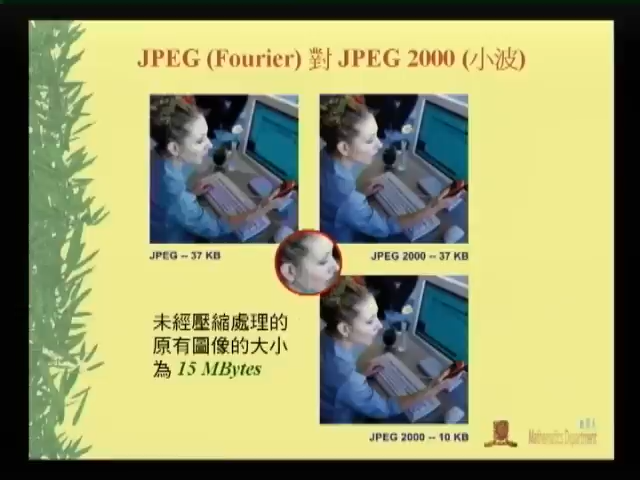 JPEG (Fourier) 對 JPEG 2000 (小波)
JPEG -- 37 KB
JPEG 2000 -- 37 KB
未經壓縮處理的
原有圖像的大小
為 15 MBytes
JPEG 2000 -- 10 KB
Mathematics Department